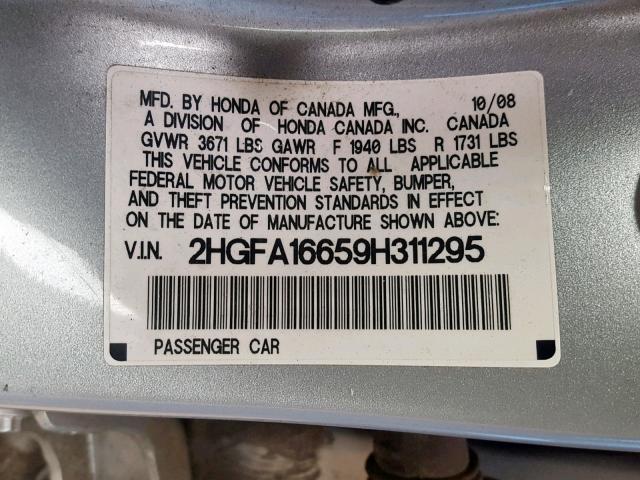 MFD. BY HONDA OF CANADA MFG., 10/08
A DIVISION OF HONDA CANADA INC. CANADA
GVWR 3671 LBS GAWR F 1940 LBS R 1731 LBS
THIS VEHICLE CONFORMS TO ALL APPLICABLE
FEDERAL MOTOR VEHICLE SAFETY, BUMPER,
AND THEFT PREVENTION STANDARDS IN EFFECT
ON THE DATE OF MANUFACTURE SHOWN ABOVE:
V.I.N. 2HGFA16659H311295
PASSENGER CAR